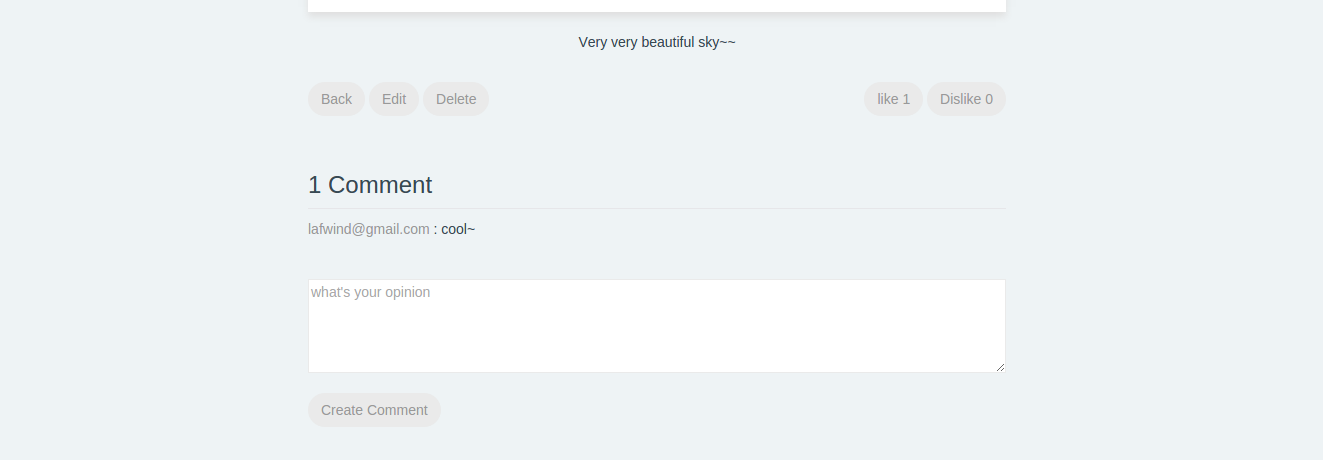 Very very beautiful sky~~
Back Edit Delete like 1 Dislike 0
1 Comment
lafwind@gmail.com : cool~
what's your opinion
Create Comment